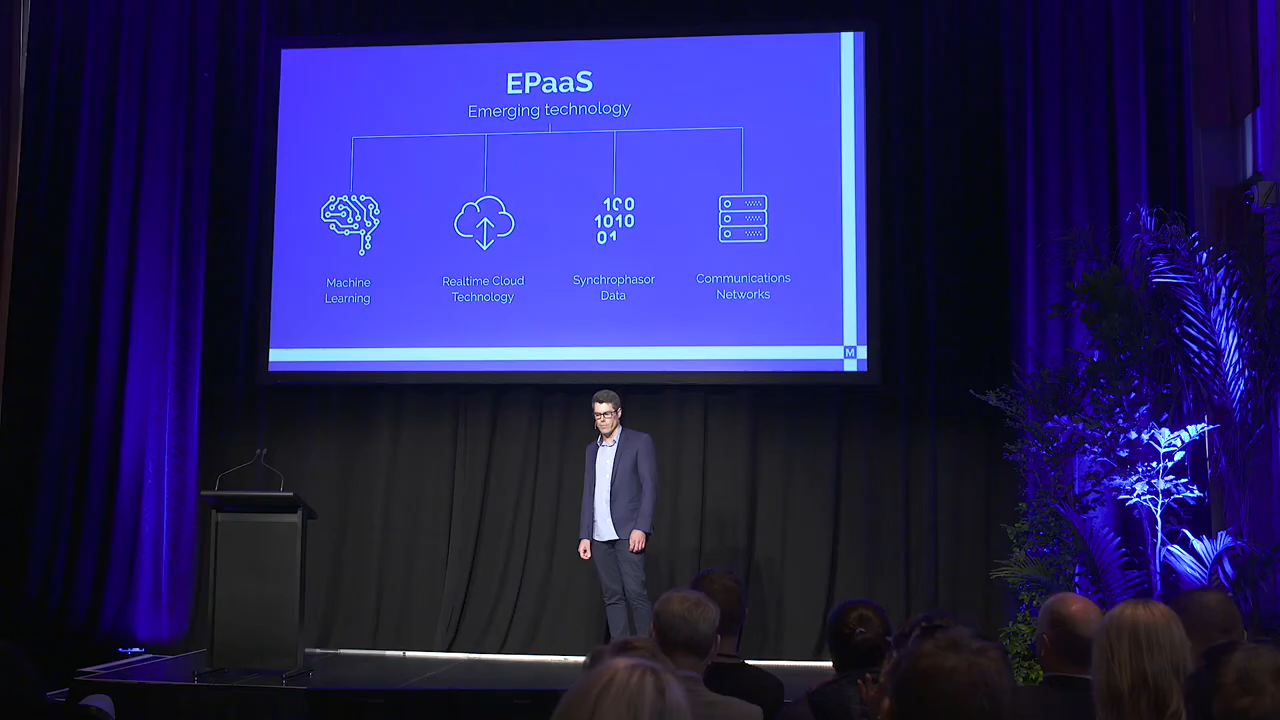 EPaaS
Emerging technology
100
1010
01
Machine
Learning
Realtime Cloud
Technology
Synchrophasor
Data
Communications
Networks
M